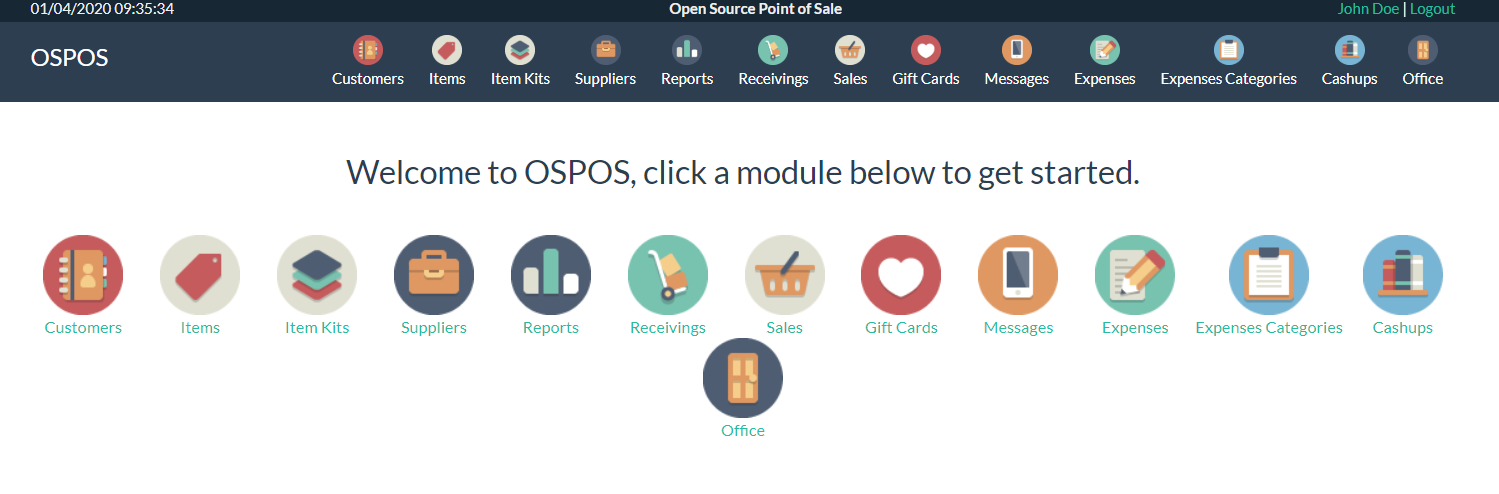 01/04/2020 09:35:34 Open Source Point of Sale John Doe | Logout
OSPOS
Customers Items Item Kits Suppliers Reports Receivings Sales Gift Cards Messages Expenses Expenses Categories Cashups Office
Welcome to OSPOS, click a module below to get started.
Customers Items Item Kits Suppliers Reports Receivings Sales Gift Cards Messages Expenses Expenses Categories Cashups
Office